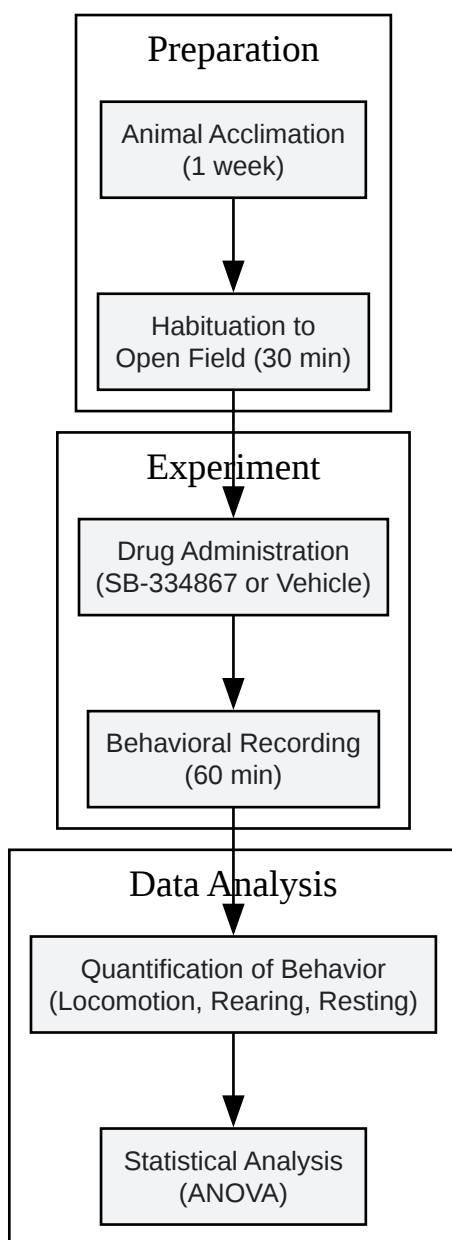 Preparation
Animal Acclimation
(1 week)
Habituation to
Open Field (30 min)
Experiment
Drug Administration
(SB-334867 or Vehicle)
Behavioral Recording
(60 min)
Data Analysis
Quantification of Behavior
(Locomotion, Rearing, Resting)
Statistical Analysis
(ANOVA)